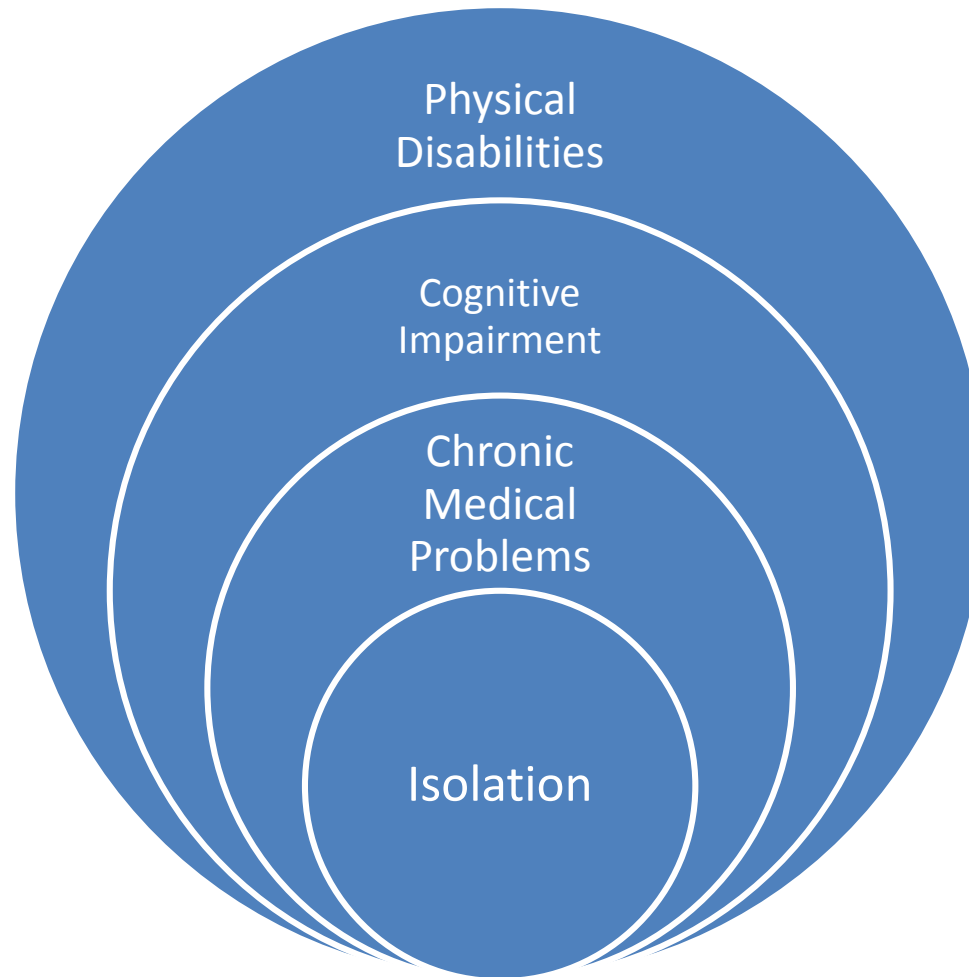 Physical
Disabilities
Cognitive
Impairment
Chronic
Medical
Problems
Isolation